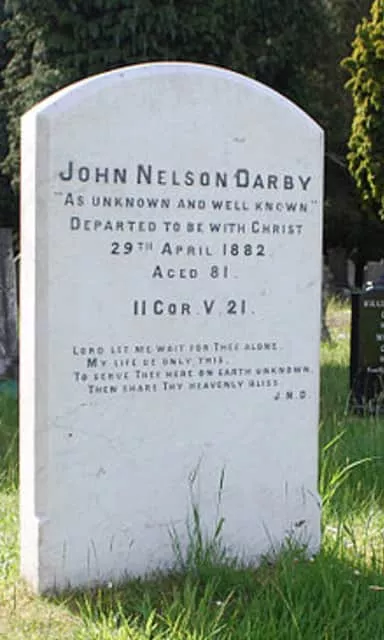 JOHN NELSON DARBY
"AS UNKNOWN AND WELL KNOWN"
DEPARTED TO BE WITH CHRIST
29TH APRIL 1882
AGED 81.
II COR. V. 21.
LORD LET ME WAIT FOR THEE ALONE.
MY LIFE BE ONLY THIS.
TO SERVE THEE HERE ON EARTH UNKNOWN.
THEN SHARE THY HEAVENLY BLISS.
J.N.D.